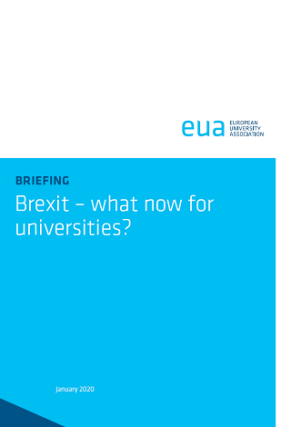 eua
EUROPEAN
UNIVERSITY
ASSOCIATION
BRIEFING
Brexit – what now for
universities?
January 2020